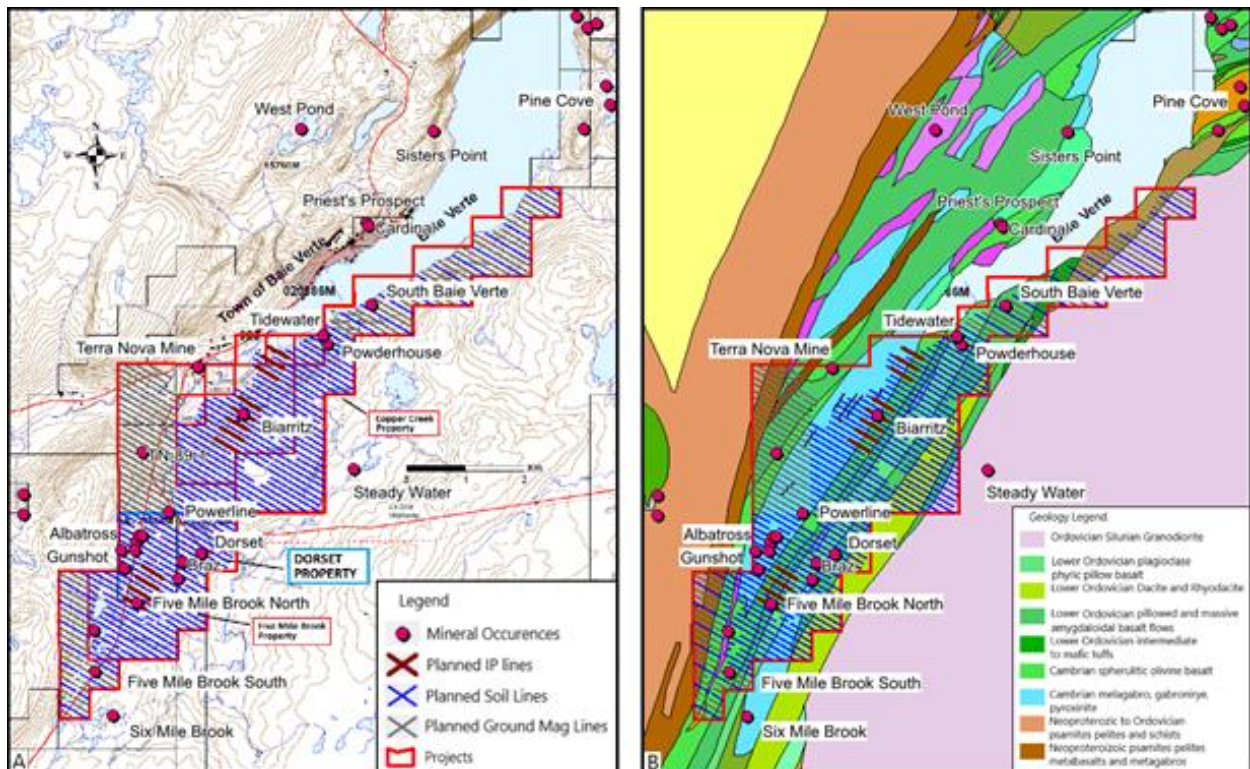 West Pond
Pine Cove
Sisters Point
Priest's Prospect
Cardinale
Baie Verte
Town of Baie Verte
020886M
South Baie Verte
Tidewater
Terra Nova Mine
Powderhouse
Copper Creek
Property
Biarritz
Steady Water
Powerline
Albatross
Dorset
Gunshot
DORSET
PROPERTY
Braz
Five Mile Brook North
Five Mile Brook
Property
Five Mile Brook South
Six Mile Brook
Legend
Mineral Occurences
Planned IP lines
Planned Soil Lines
Planned Ground Mag Lines
Projects
A
West Pond
Pine Cove
Sisters Point
Priest's Prospect
Cardinale
Baie Verte
South Baie Verte
Tidewater
Terra Nova Mine
Powderhouse
Biarritz
Steady Water
Powerline
Albatross
Dorset
Gunshot
Braz
Five Mile Brook North
Five Mile Brook South
Six Mile Brook
Geology Legend
Ordovician Silurian Granodiorite
Lower Ordovician plagioclase
phyric pillow basalt
Lower Ordovician Dacite and Rhyodacite
Lower Ordovician pillowed and massive
amygdaloidal basalt flows
Lower Ordovician intermediate
to mafic tuffs
Cambrian spherulitic olivine basalt
Cambrian melagabro, gabronirye,
pyroxinite
Neoproterozic to Ordovician
psamites pelites and schists
Neoproteroizic psamites pelites
metabasalts and metagabros
B